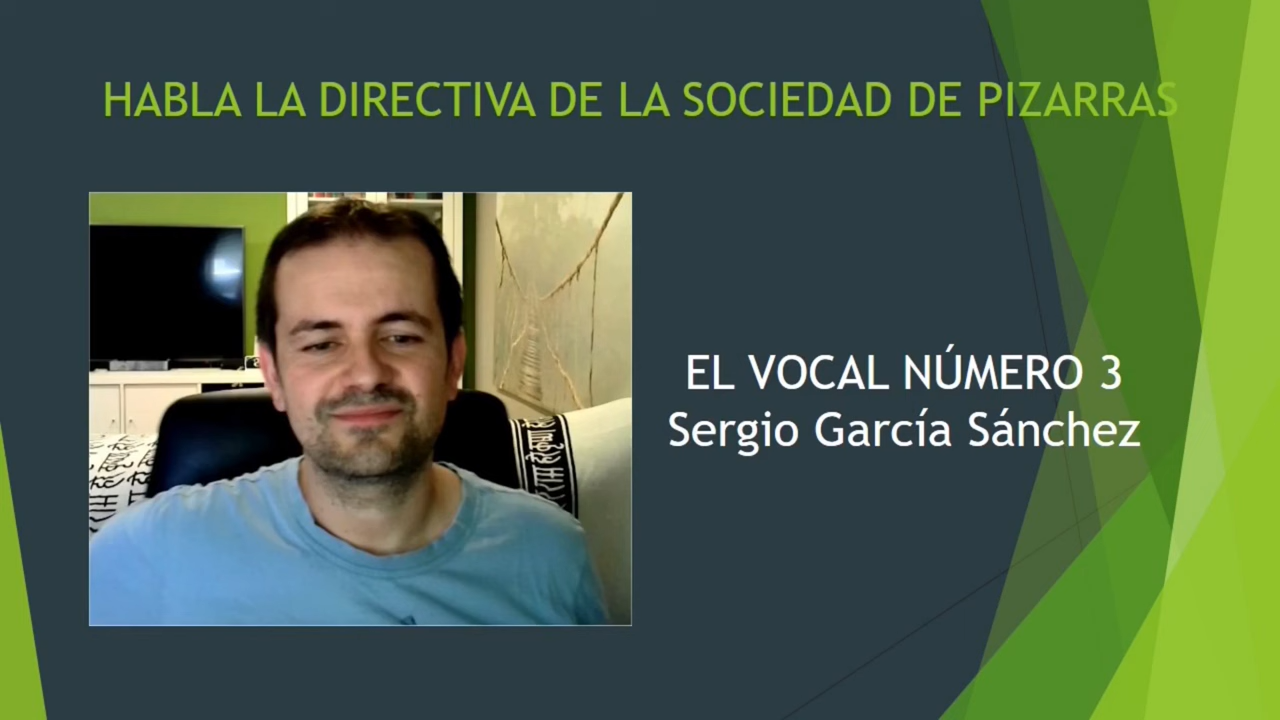 HABLA LA DIRECTIVA DE LA SOCIEDAD DE PIZARRAS
EL VOCAL NÚMERO 3
Sergio García Sánchez